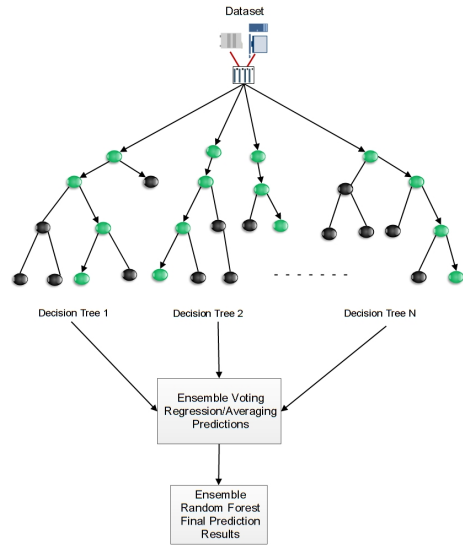 Dataset
Decision Tree 1
Decision Tree 2
Decision Tree N
Ensemble Voting
Regression/Averaging
Predictions
Ensemble
Random Forest
Final Prediction
Results